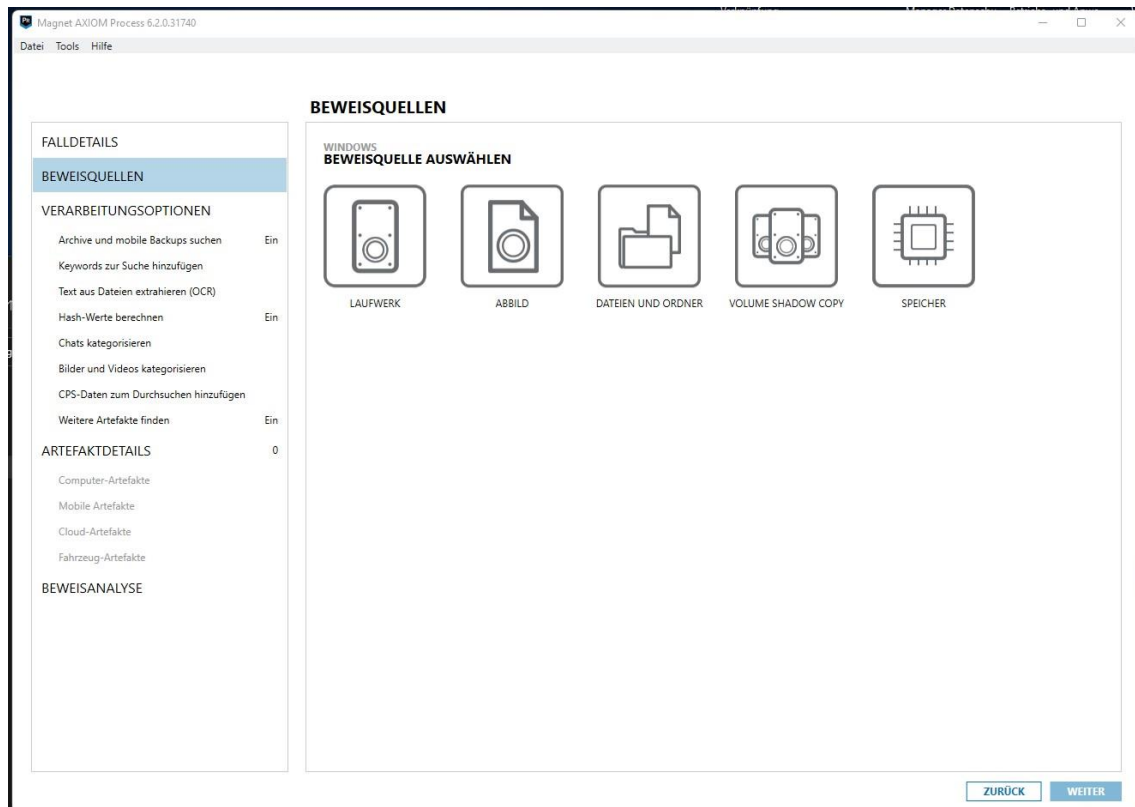 Magnet AXIOM Process 6.2.0.31740
Datei Tools Hilfe
BEWEISQUELLEN
FALLDETAILS
BEWEISQUELLEN
VERARBEITUNGSOPTIONEN
Archive und mobile Backups suchen Ein
Keywords zur Suche hinzufügen
Text aus Dateien extrahieren (OCR)
Hash-Werte berechnen Ein
Chats kategorisieren
Bilder und Videos kategorisieren
CPS-Daten zum Durchsuchen hinzufügen
Weitere Artefakte finden Ein
ARTEFAKTDETAILS 0
Computer-Artefakte
Mobile Artefakte
Cloud-Artefakte
Fahrzeug-Artefakte
BEWEISANALYSE
WINDOWS
BEWEISQUELLE AUSWÄHLEN
LAUFWERK ABBILD DATEIEN UND ORDNER VOLUME SHADOW COPY SPEICHER
ZURÜCK WEITER